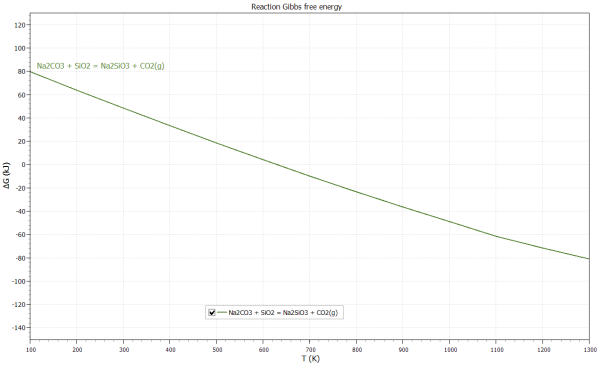 Reaction Gibbs free energy
120
100
80
60
40
20
0
-20
-40
-60
-80
-100
-120
-140
ΔG (kJ)
Na2CO3 + SiO2 = Na2SiO3 + CO2(g)
Na2CO3 + SiO2 = Na2SiO3 + CO2(g)
100 200 300 400 500 600 700 800 900 1000 1100 1200 1300
T (K)